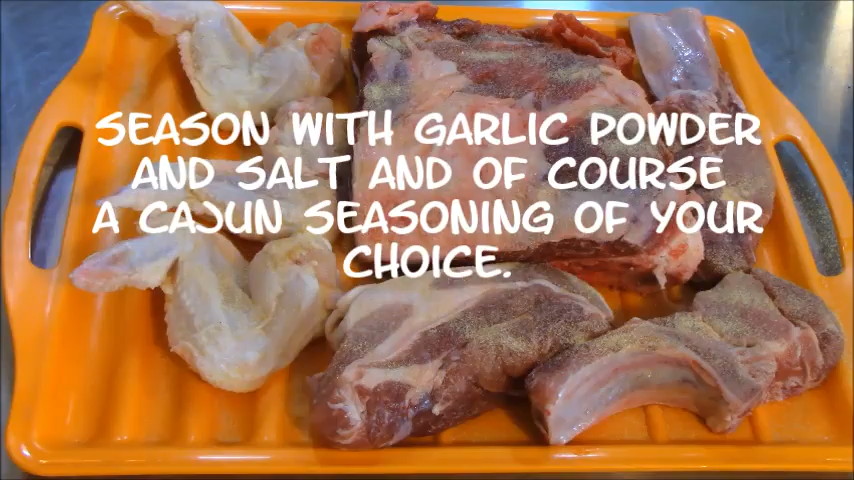 SEASON WITH GARLIC POWDER
AND SALT AND OF COURSE
A CAJUN SEASONING OF YOUR
CHOICE.